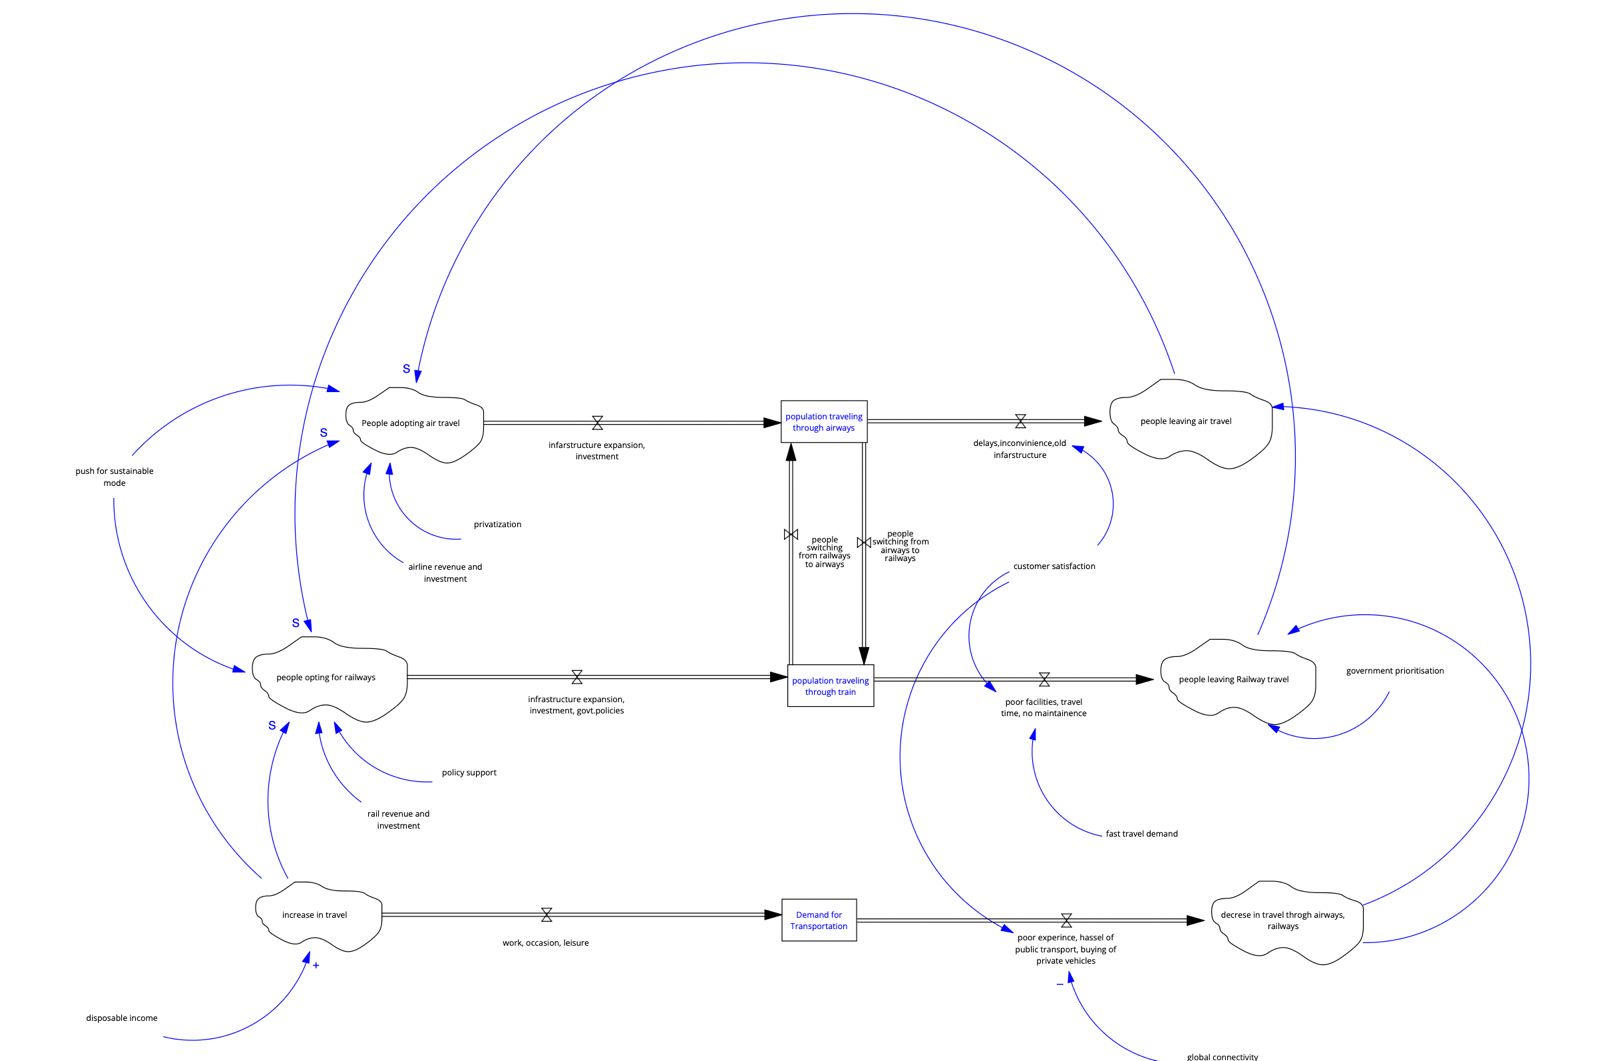 S
People adopting air travel
population traveling
through airways
people leaving air travel
infarstructure expansion,
investment
delays,inconvinience,old
infarstructure
S
push for sustainable
mode
privatization
airline revenue and
investment
people
switching
from railways
to airways
people
switching from
airways to
railways
customer satisfaction
S
people opting for railways
population traveling
through train
people leaving Railway travel
government prioritisation
infrastructure expansion,
investment, govt.policies
poor facilities, travel
time, no maintainence
S
policy support
rail revenue and
investment
fast travel demand
increase in travel
Demand for
Transportation
decrese in travel throgh airways,
railways
work, occasion, leisure
poor experince, hassel of
public transport, buying of
private vehicles
+
–
disposable income
global connectivity